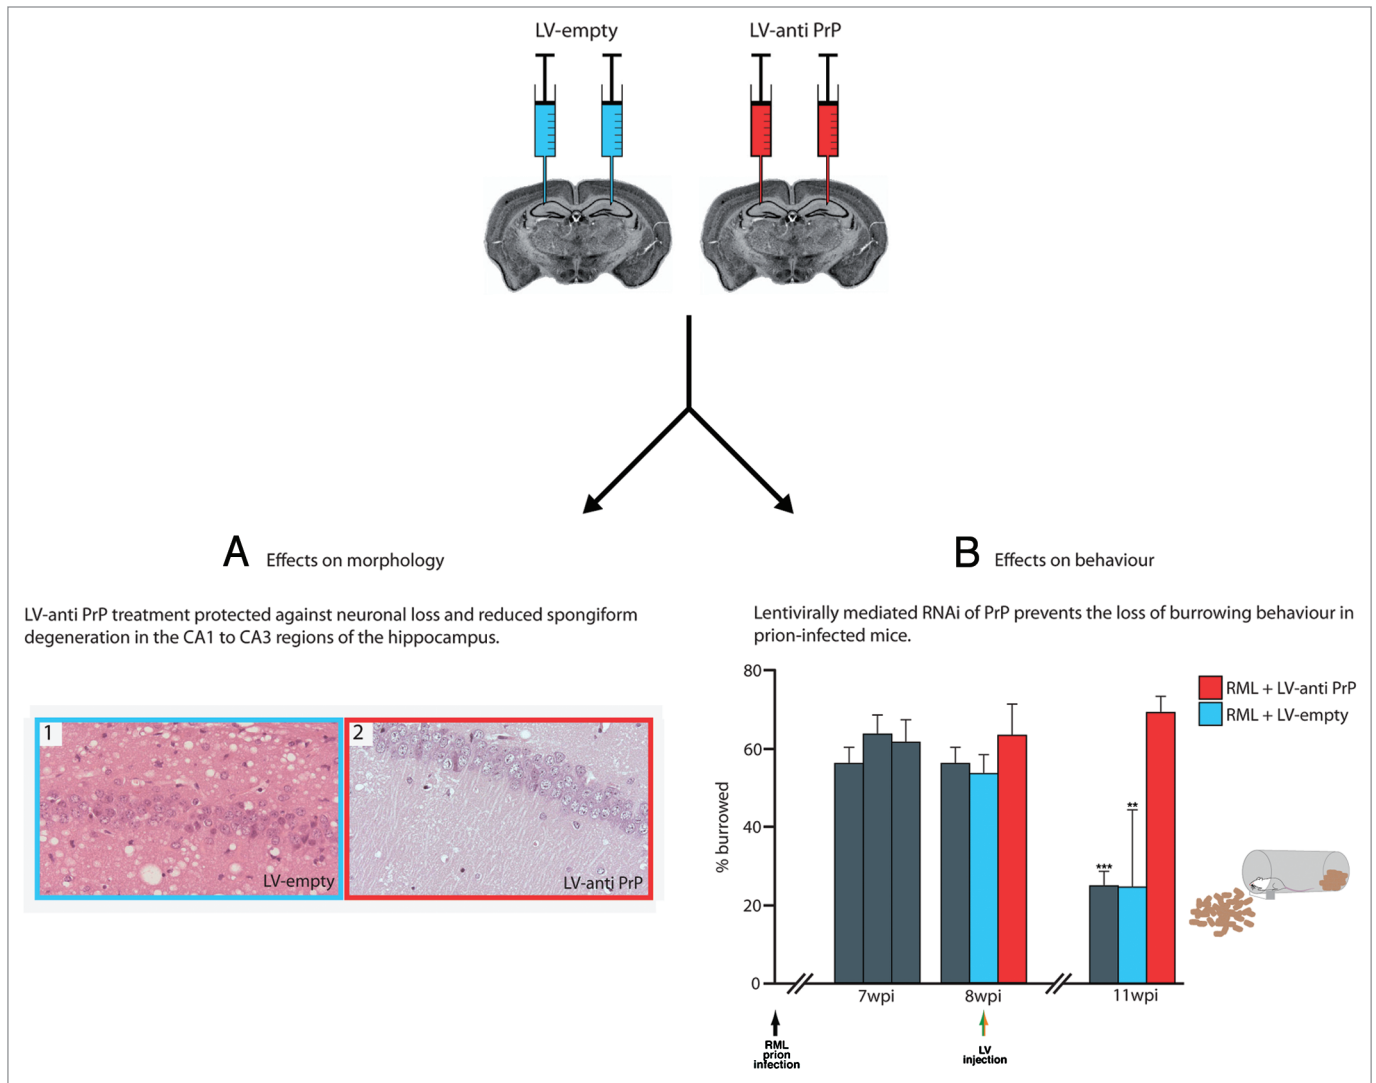 LV-empty
LV-anti PrP
A Effects on morphology
LV-anti PrP treatment protected against neuronal loss and reduced spongiform
degeneration in the CA1 to CA3 regions of the hippocampus.
1
LV-empty
2
LV-anti PrP
B Effects on behaviour
Lentivirally mediated RNAi of PrP prevents the loss of burrowing behaviour in
prion-infected mice.
RML + LV-anti PrP
RML + LV-empty
% burrowed
80
60
40
20
0
***
**
7wpi
8wpi
11wpi
RML
prion
infection
LV
injection